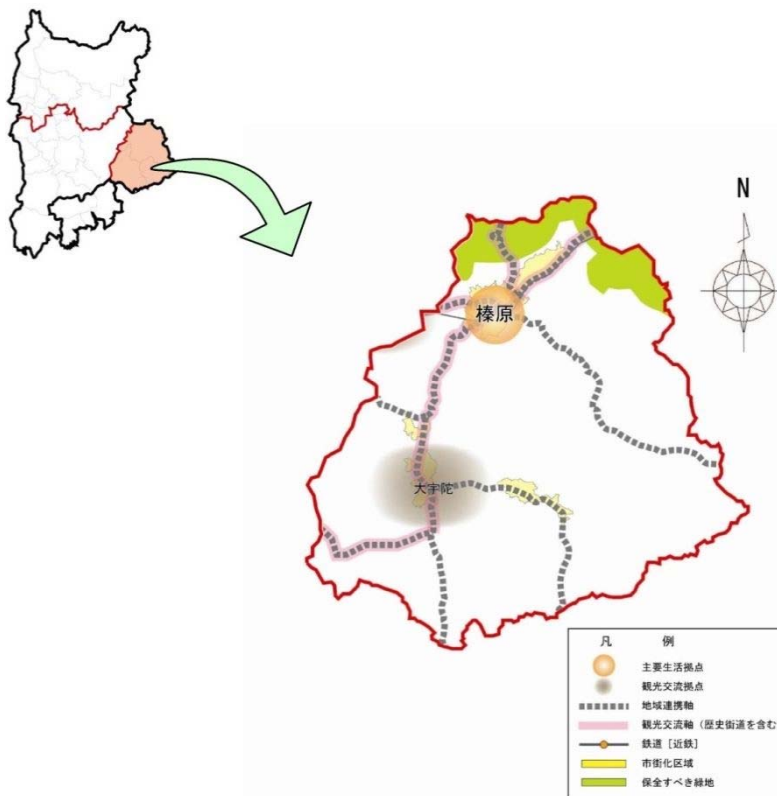 N
榛原
大宇陀
凡 例
主要生活拠点
観光交流拠点
地域連携軸
観光交流軸（歴史街道を含む
鉄道［近鉄］
市街化区域
保全すべき緑地